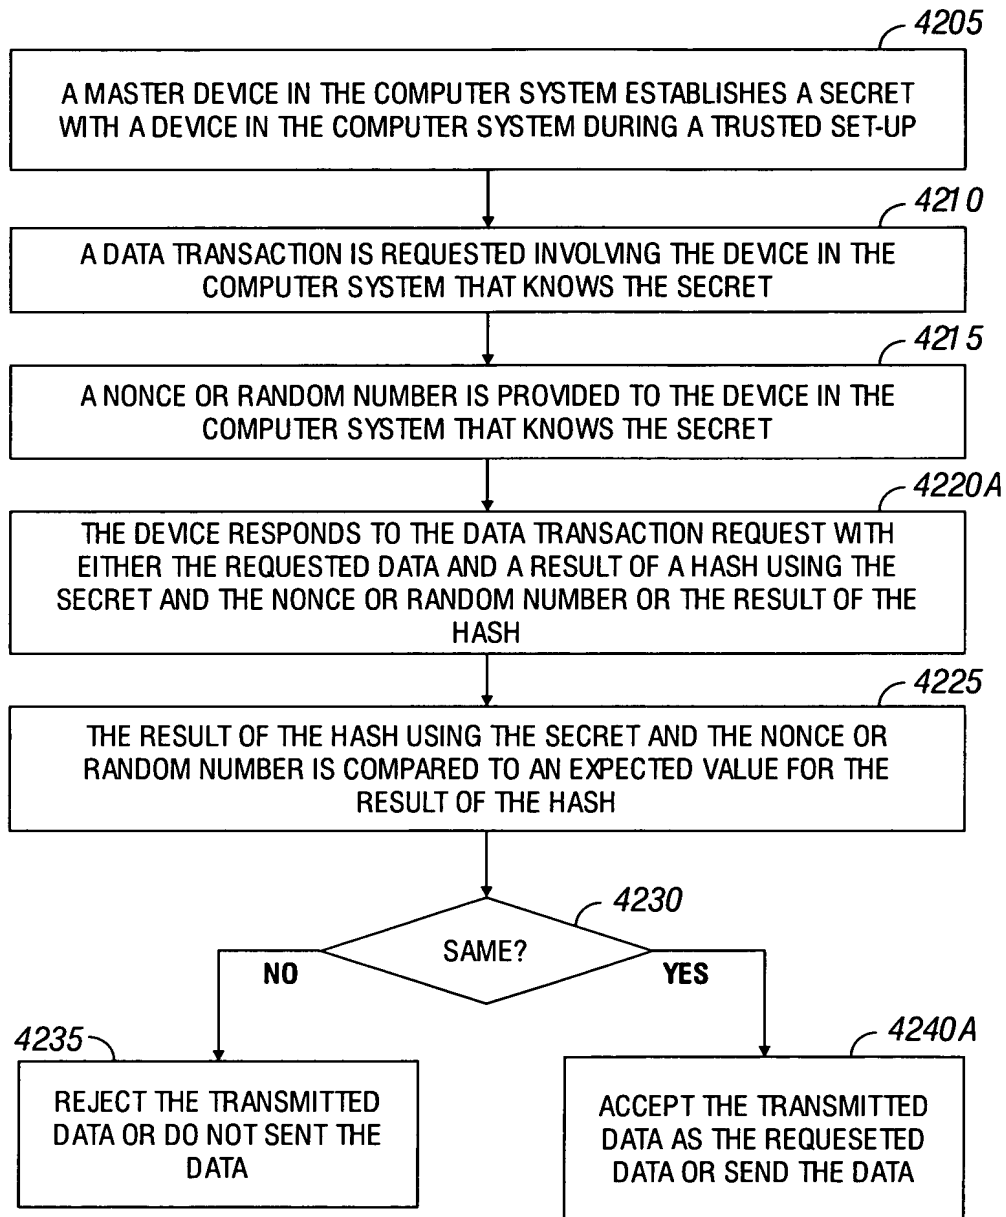 4205
A MASTER DEVICE IN THE COMPUTER SYSTEM ESTABLISHES A SECRET
WITH A DEVICE IN THE COMPUTER SYSTEM DURING A TRUSTED SET-UP
4210
A DATA TRANSACTION IS REQUESTED INVOLVING THE DEVICE IN THE
COMPUTER SYSTEM THAT KNOWS THE SECRET
4215
A NONCE OR RANDOM NUMBER IS PROVIDED TO THE DEVICE IN THE
COMPUTER SYSTEM THAT KNOWS THE SECRET
4220A
THE DEVICE RESPONDS TO THE DATA TRANSACTION REQUEST WITH
EITHER THE REQUESTED DATA AND A RESULT OF A HASH USING THE
SECRET AND THE NONCE OR RANDOM NUMBER OR THE RESULT OF THE
HASH
4225
THE RESULT OF THE HASH USING THE SECRET AND THE NONCE OR
RANDOM NUMBER IS COMPARED TO AN EXPECTED VALUE FOR THE
RESULT OF THE HASH
4230
SAME?
NO
YES
4235
REJECT THE TRANSMITTED
DATA OR DO NOT SENT THE
DATA
4240A
ACCEPT THE TRANSMITTED
DATA AS THE REQUESETED
DATA OR SEND THE DATA